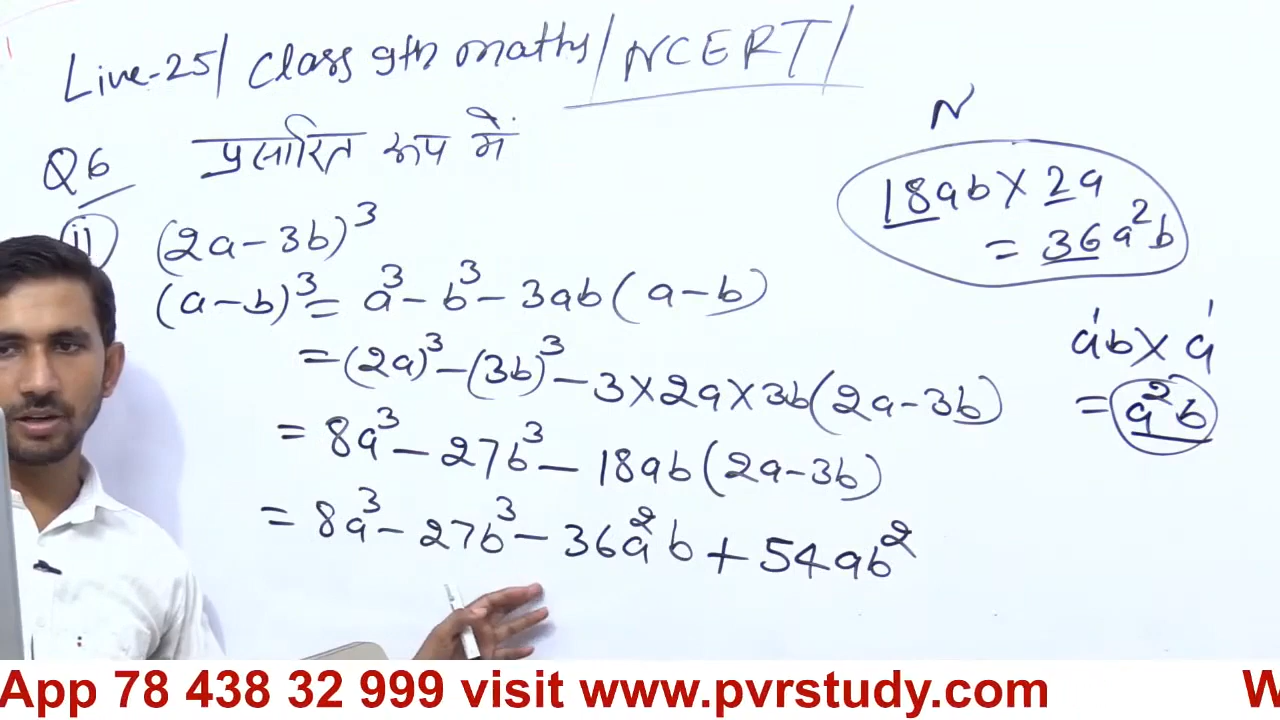 Live-25/ Class 9th maths/NCERT/
Q6 प्रसारित रूप में
ii) (2a-3b)³
(a-b)³ = a³-b³-3ab(a-b)
=(2a)³-(3b)³-3×2a×3b(2a-3b)
= 8a³-27b³-18ab(2a-3b)
= 8a³-27b³-36a²b+54ab²
N
18ab×2a
= 36a²b
a¹b×a¹
= a²b
App 78 438 32 999 visit www.pvrstudy.com W